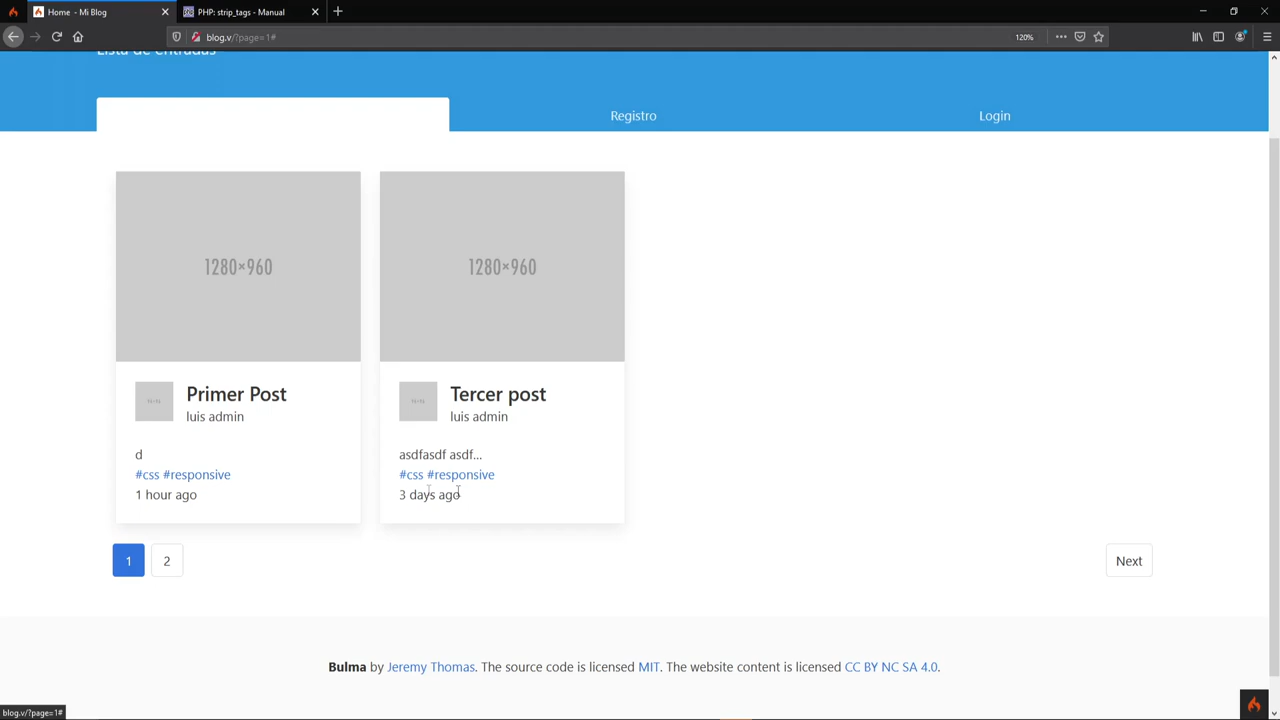 Home - Mi Blog
PHP: strip_tags - Manual
blog.v/?page=1#
120%
Lista de entradas
Registro
Login
1280×960
1280×960
Primer Post
luis admin
Tercer post
luis admin
d
#css #responsive
1 hour ago
asdfasdf asdf...
#css #responsive
3 days ago
1
2
Next
Bulma by Jeremy Thomas. The source code is licensed MIT. The website content is licensed CC BY NC SA 4.0.
blog.v/?page=1#